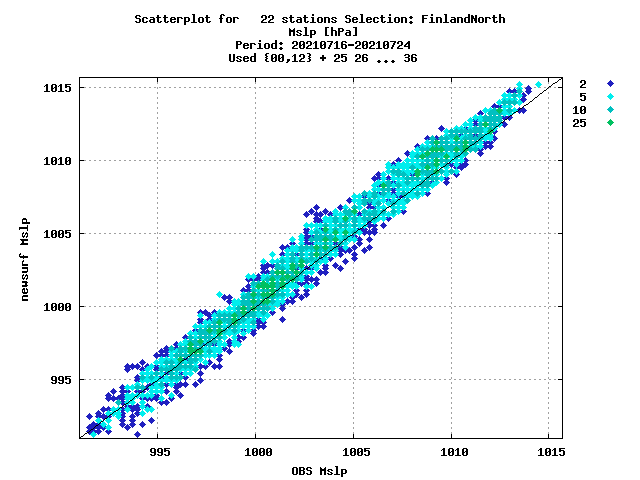 Scatterplot for   22 stations Selection: FinlandNorth
Mslp [hPa]
Period: 20210716-20210724
Used {00,12} + 25 26 ... 36
2
5
10
25
1015
1010
1005
1000
995
newsurf Mslp
995
1000
1005
1010
1015
OBS Mslp